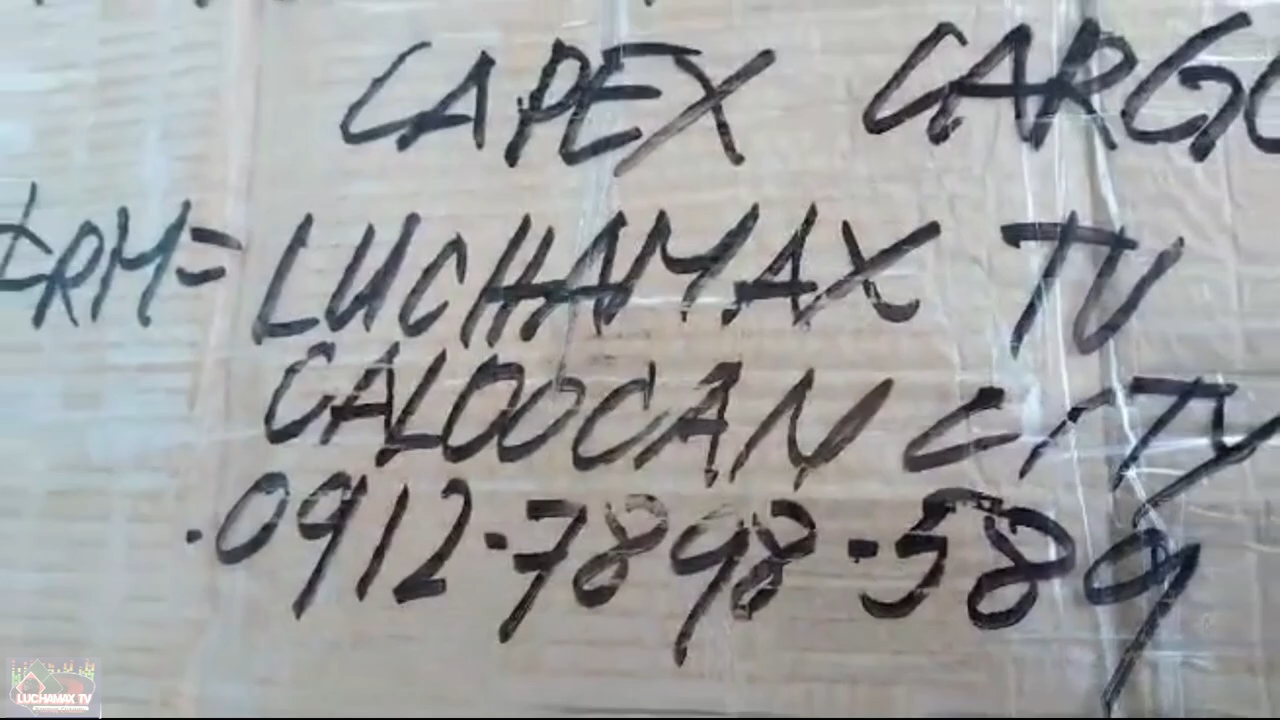 CAPEX CARGO
FRM= LUCHAMAX TV
CALOOCAN CITY
.0912-7898-589
LUCHAMAX TV